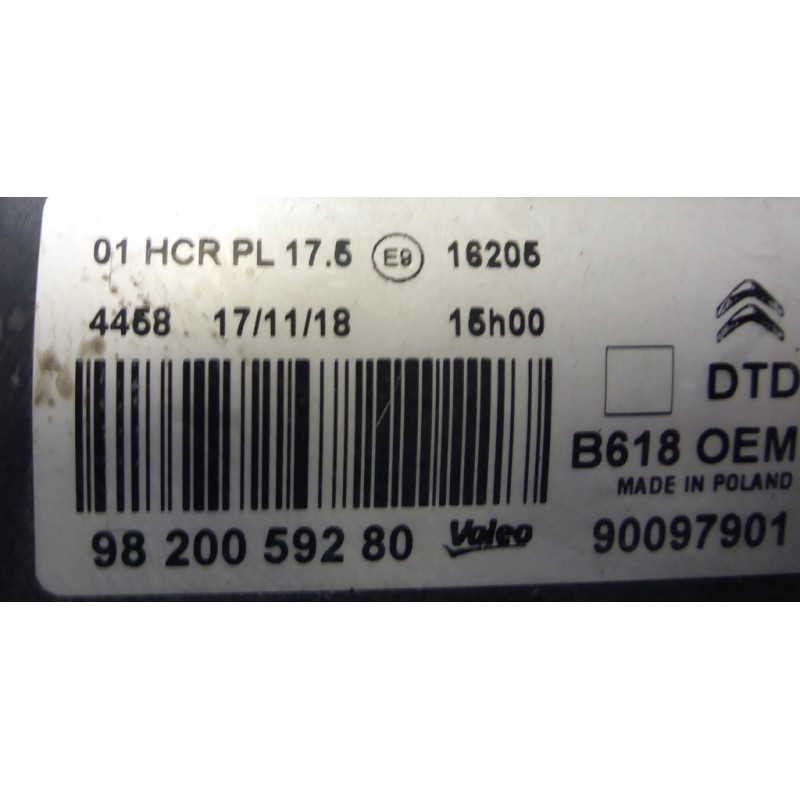 01 HCR PL 17.5 E9 16205
4458 17/11/18 15h00
DTD
B618 OEM
MADE IN POLAND
98 200 592 80 Valeo 90097901